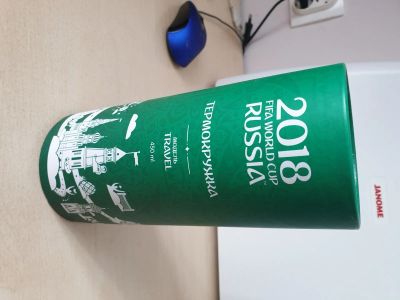 2018
FIFA WORLD CUP
RUSSIA
ТЕРМОКРУЖКА
МОДЕЛЬ
TRAVEL
450 ml
JANOME